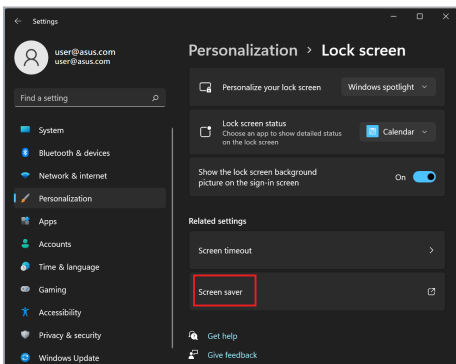 Settings
user@asus.com
user@asus.com
Find a setting
System
Bluetooth & devices
Network & internet
Personalization
Apps
Accounts
Time & language
Gaming
Accessibility
Privacy & security
Windows Update
Personalization > Lock screen
Personalize your lock screen
Windows spotlight
Lock screen status
Choose an app to show detailed status
on the lock screen
Calendar
Show the lock screen background
picture on the sign-in screen
On
Related settings
Screen timeout
Screen saver
Get help
Give feedback